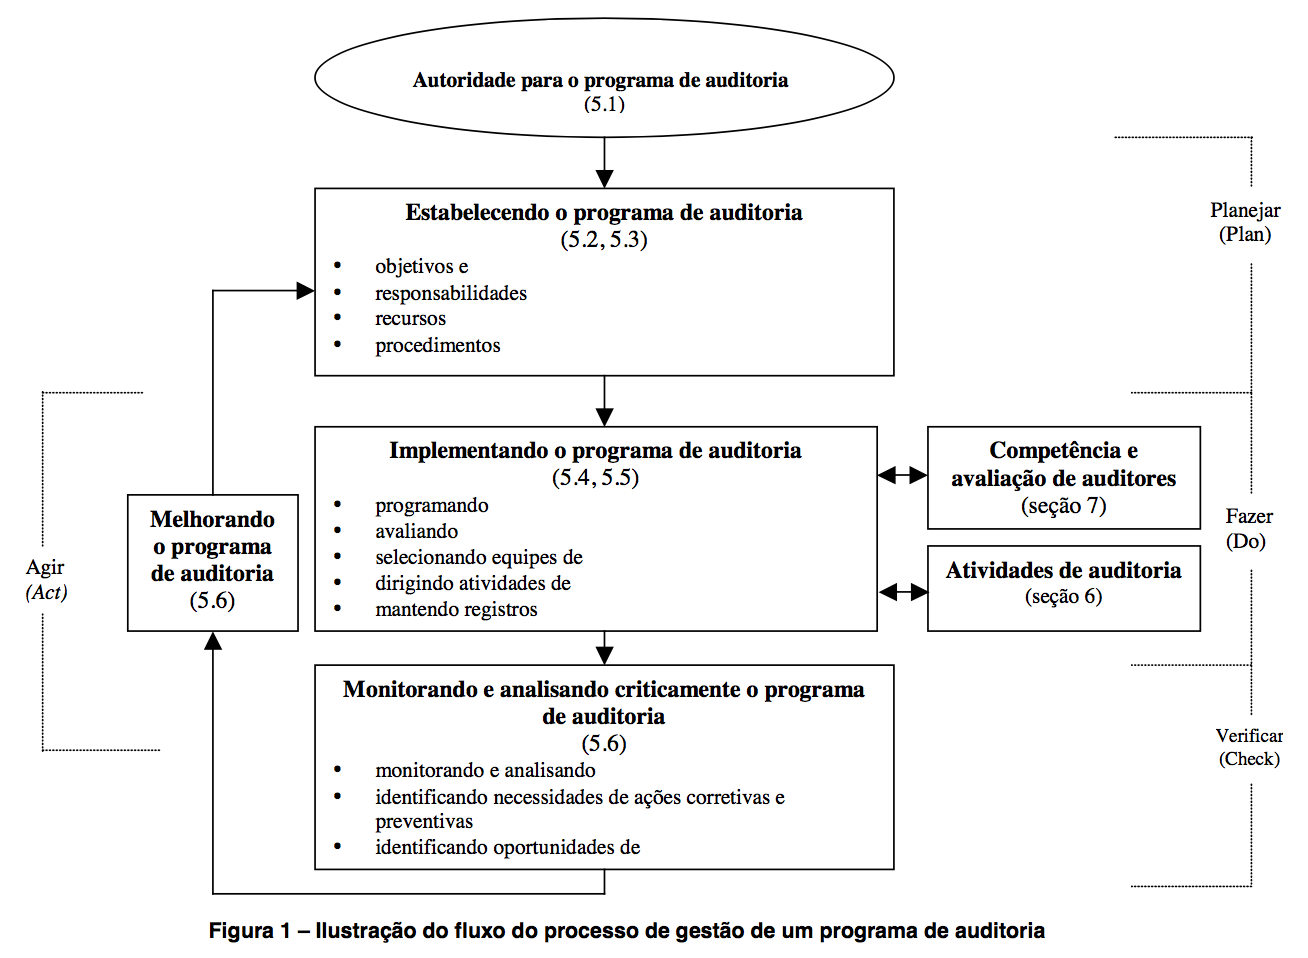 Autoridade para o programa de auditoria
(5.1)
Planejar
(Plan)
Estabelecendo o programa de auditoria
(5.2, 5.3)
• objetivos e
• responsabilidades
• recursos
• procedimentos
Implementando o programa de auditoria
(5.4, 5.5)
• programando
• avaliando
• selecionando equipes de
• dirigindo atividades de
• mantendo registros
Competência e
avaliação de auditores
(seção 7)
Atividades de auditoria
(seção 6)
Fazer
(Do)
Melhorando
o programa
de auditoria
(5.6)
Agir
(Act)
Monitorando e analisando criticamente o programa
de auditoria
(5.6)
• monitorando e analisando
• identificando necessidades de ações corretivas e
preventivas
• identificando oportunidades de
Verificar
(Check)
Figura 1 – Ilustração do fluxo do processo de gestão de um programa de auditoria